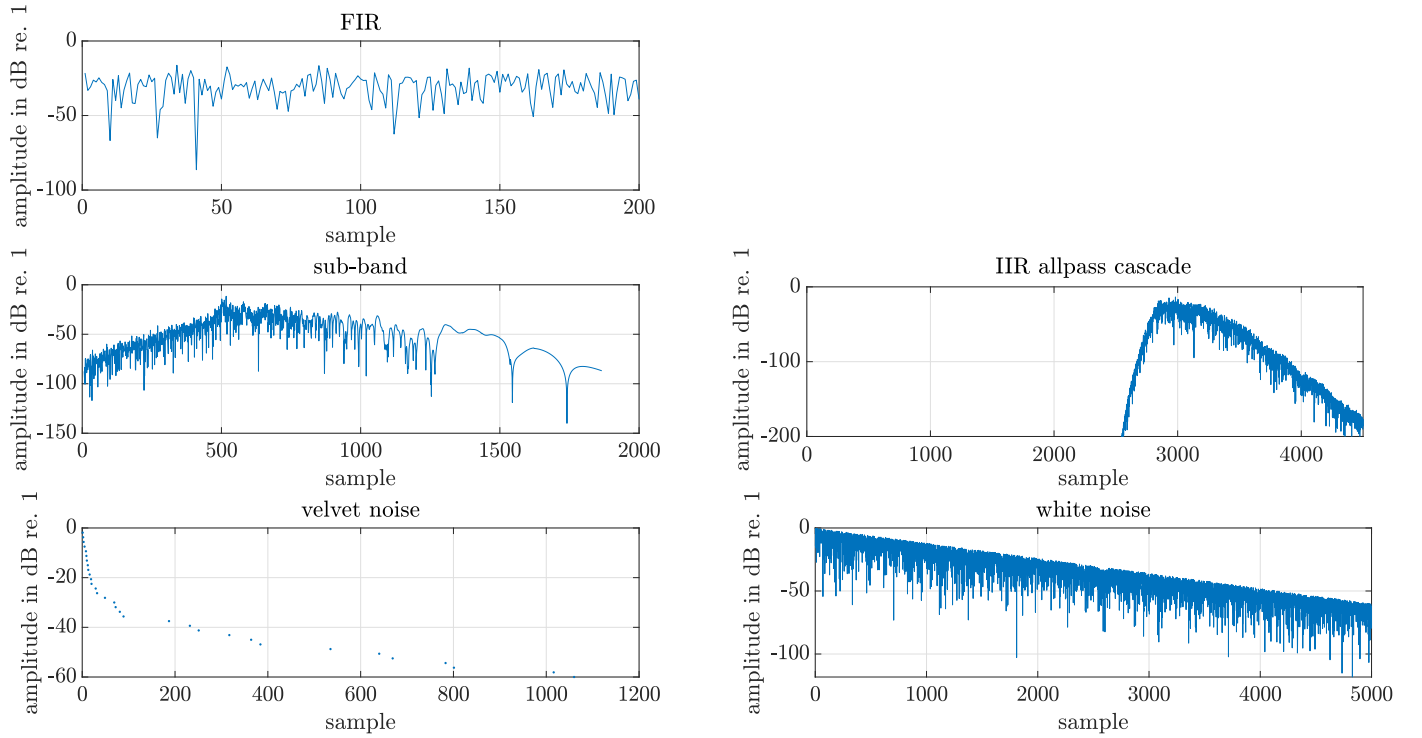 FIR
amplitude in dB re. 1
0
-50
-100
0 50 100 150 200
sample
sub-band
amplitude in dB re. 1
0
-50
-100
-150
0 500 1000 1500 2000
sample
IIR allpass cascade
amplitude in dB re. 1
0
-100
-200
0 1000 2000 3000 4000
sample
velvet noise
amplitude in dB re. 1
0
-20
-40
-60
0 200 400 600 800 1000 1200
sample
white noise
amplitude in dB re. 1
0
-50
-100
0 1000 2000 3000 4000 5000
sample